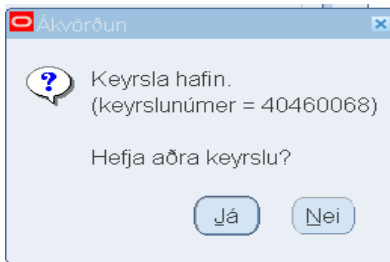 Ákvörðun
Keyrsla hafin.
(keyrslunúmer = 40460068)
Hefja aðra keyrslu?
Já
Nei